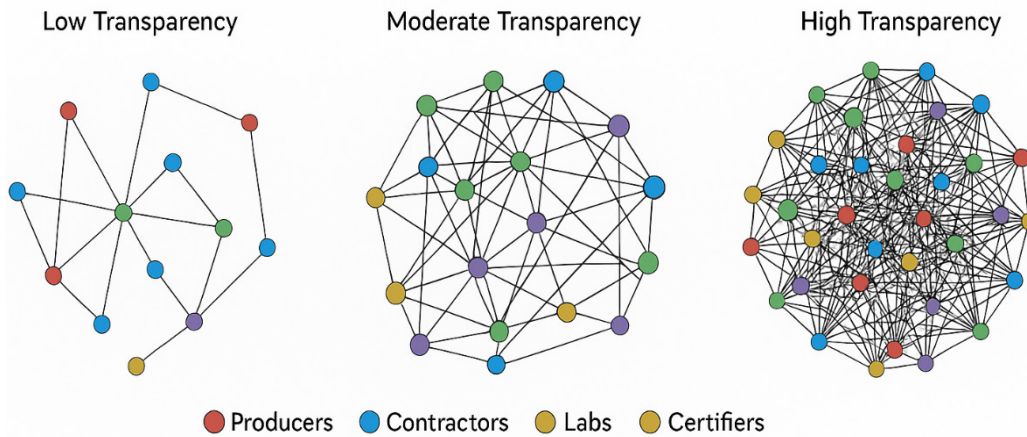 Low Transparency
Moderate Transparency
High Transparency
Producers
Contractors
Labs
Certifiers